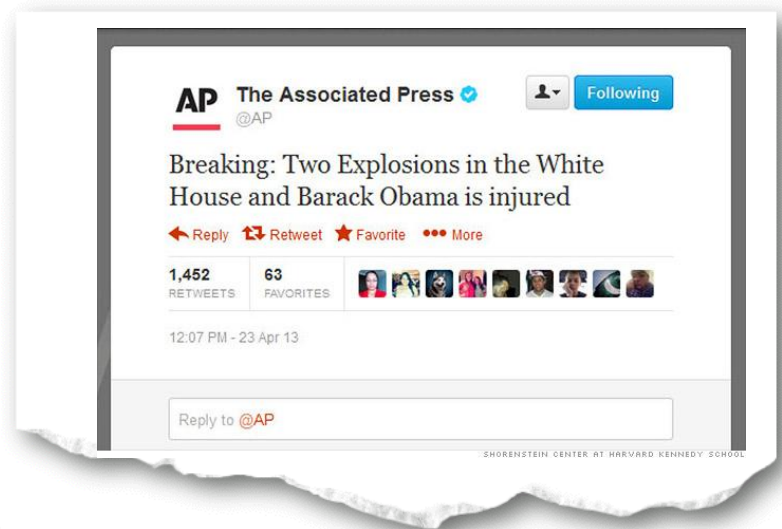 AP The Associated Press
@AP
Following
Breaking: Two Explosions in the White
House and Barack Obama is injured
Reply Retweet Favorite More
1,452 63
RETWEETS FAVORITES
12:07 PM - 23 Apr 13
Reply to @AP
SHORENSTEIN CENTER AT HARVARD KENNEDY SCHOOL